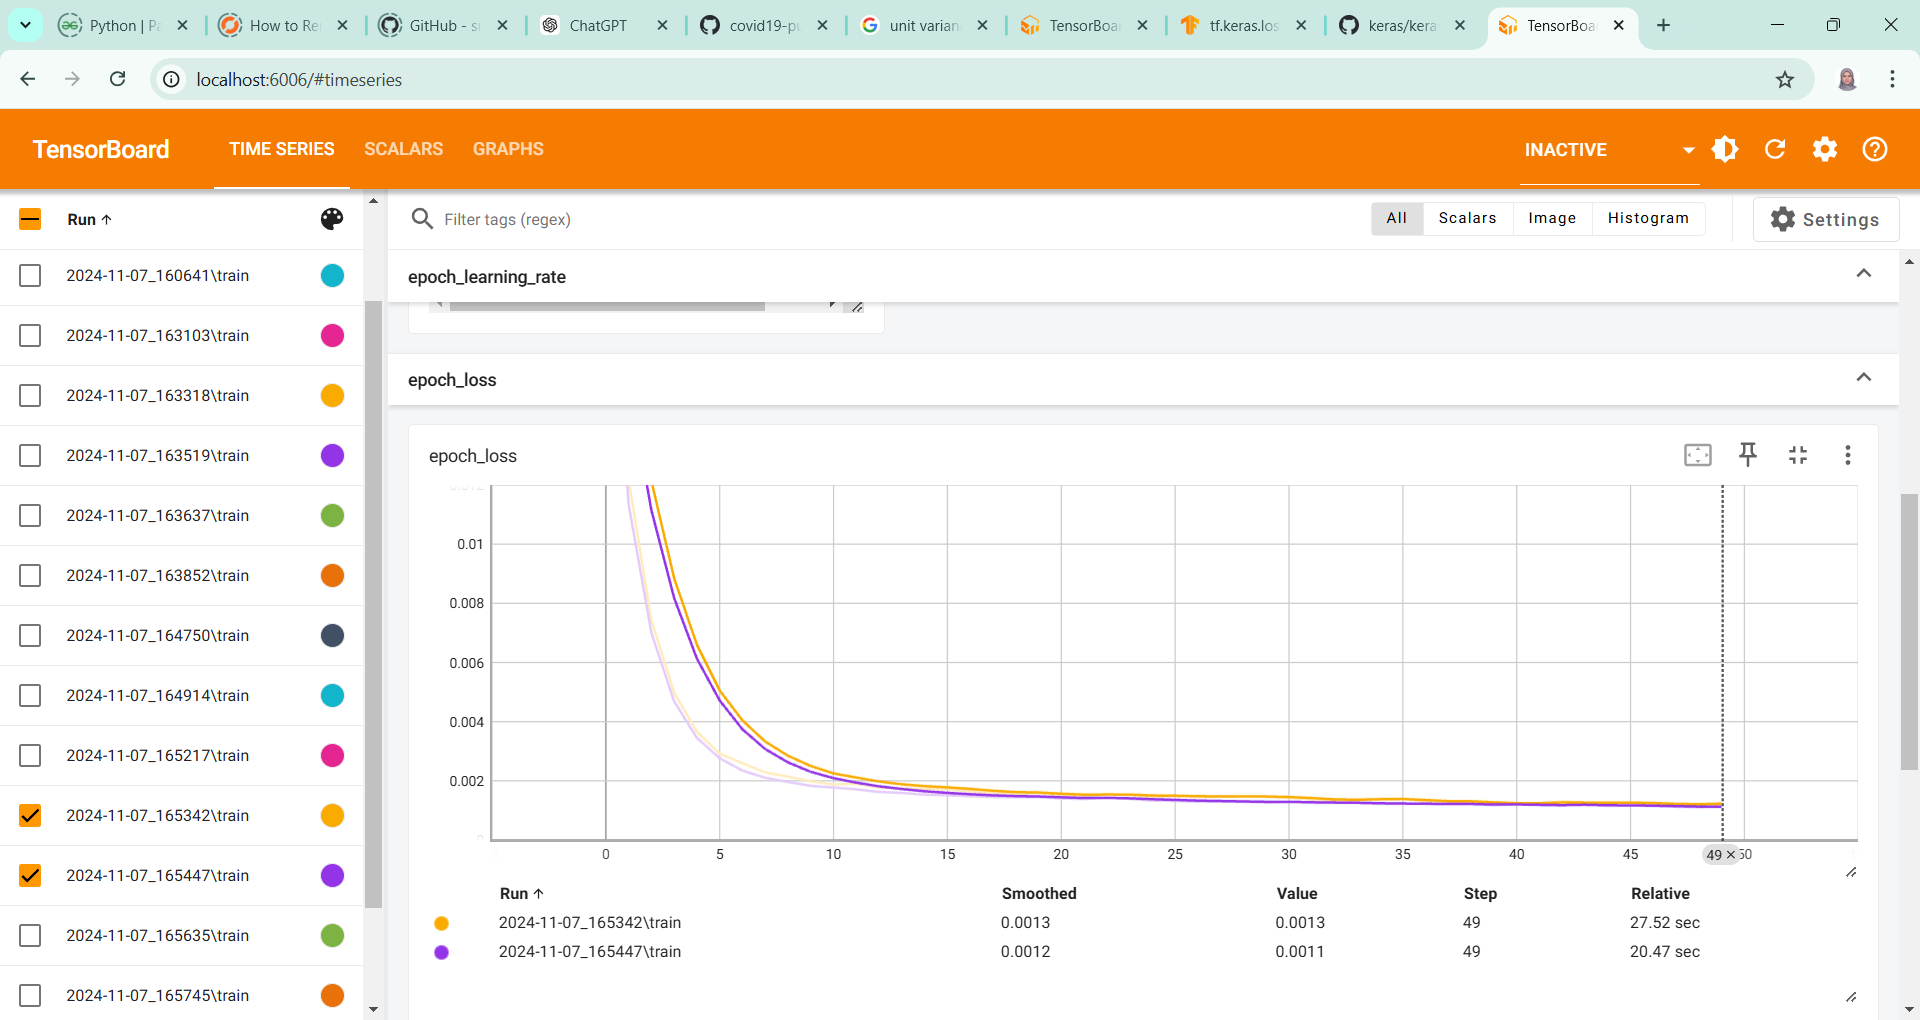 Python | Pa
How to Re
GitHub - s
ChatGPT
covid19-pu
unit varian
TensorBoa
tf.keras.los
keras/kera
TensorBoa
localhost:6006/#timeseries
TensorBoard
TIME SERIES
SCALARS
GRAPHS
INACTIVE
Run ↑
Filter tags (regex)
All
Scalars
Image
Histogram
Settings
2024-11-07_160641\train
2024-11-07_163103\train
2024-11-07_163318\train
2024-11-07_163519\train
2024-11-07_163637\train
2024-11-07_163852\train
2024-11-07_164750\train
2024-11-07_164914\train
2024-11-07_165217\train
2024-11-07_165342\train
2024-11-07_165447\train
2024-11-07_165635\train
2024-11-07_165745\train
epoch_learning_rate
epoch_loss
epoch_loss
0.012
0.01
0.008
0.006
0.004
0.002
0
0 5 10 15 20 25 30 35 40 45 49 × 50
Run ↑ Smoothed Value Step Relative
2024-11-07_165342\train 0.0013 0.0013 49 27.52 sec
2024-11-07_165447\train 0.0012 0.0011 49 20.47 sec